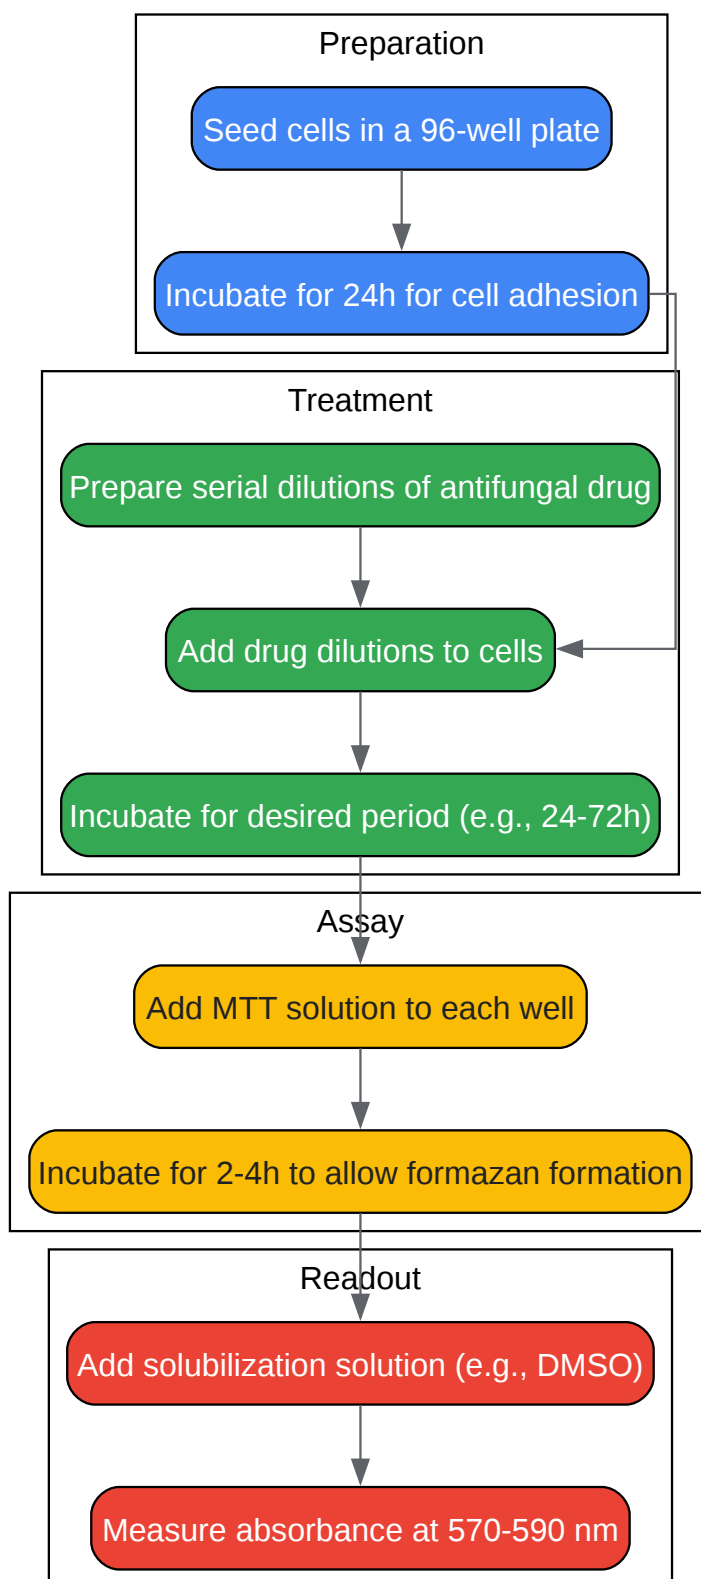 Preparation
Seed cells in a 96-well plate
Incubate for 24h for cell adhesion
Treatment
Prepare serial dilutions of antifungal drug
Add drug dilutions to cells
Incubate for desired period (e.g., 24-72h)
Assay
Add MTT solution to each well
Incubate for 2-4h to allow formazan formation
Readout
Add solubilization solution (e.g., DMSO)
Measure absorbance at 570-590 nm